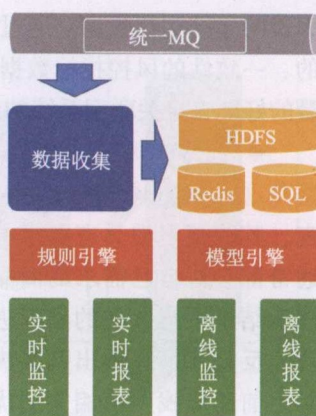 统一MQ
数据收集
HDFS
Redis
SQL
规则引擎
模型引擎
实时监控
实时报表
离线监控
离线报表